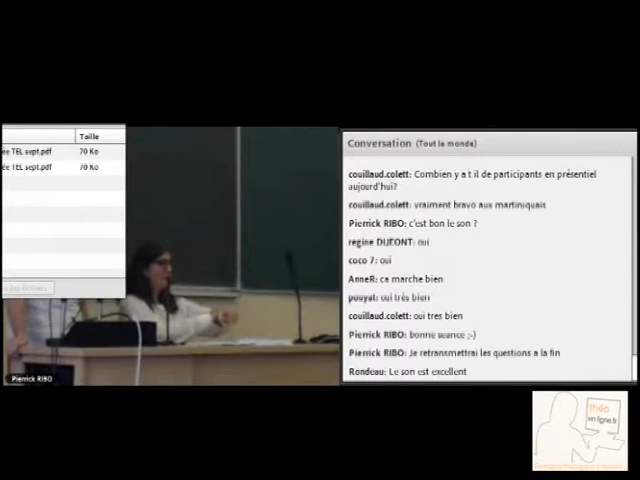 Taille
ée TEL sept.pdf 70 Ko
ée TEL sept.pdf 70 Ko
Pierrick RIBO
Conversation (Tout le monde)
couillaud.colett: Combien y a t il de participants en présentiel
aujourd'hui?
couillaud.colett: vraiment bravo aux martiniquais
Pierrick RIBO: c'est bon le son ?
regine DUCONT: oui
coco 7: oui
AnneR: ca marche bien
pouyat: oui très bien
couillaud.colett: oui tres bien
Pierrick RIBO: bonne seance ;-)
Pierrick RIBO: Je retransmettrai les questions a la fin
Rondeau: Le son est excellent
théo
en ligne.fr